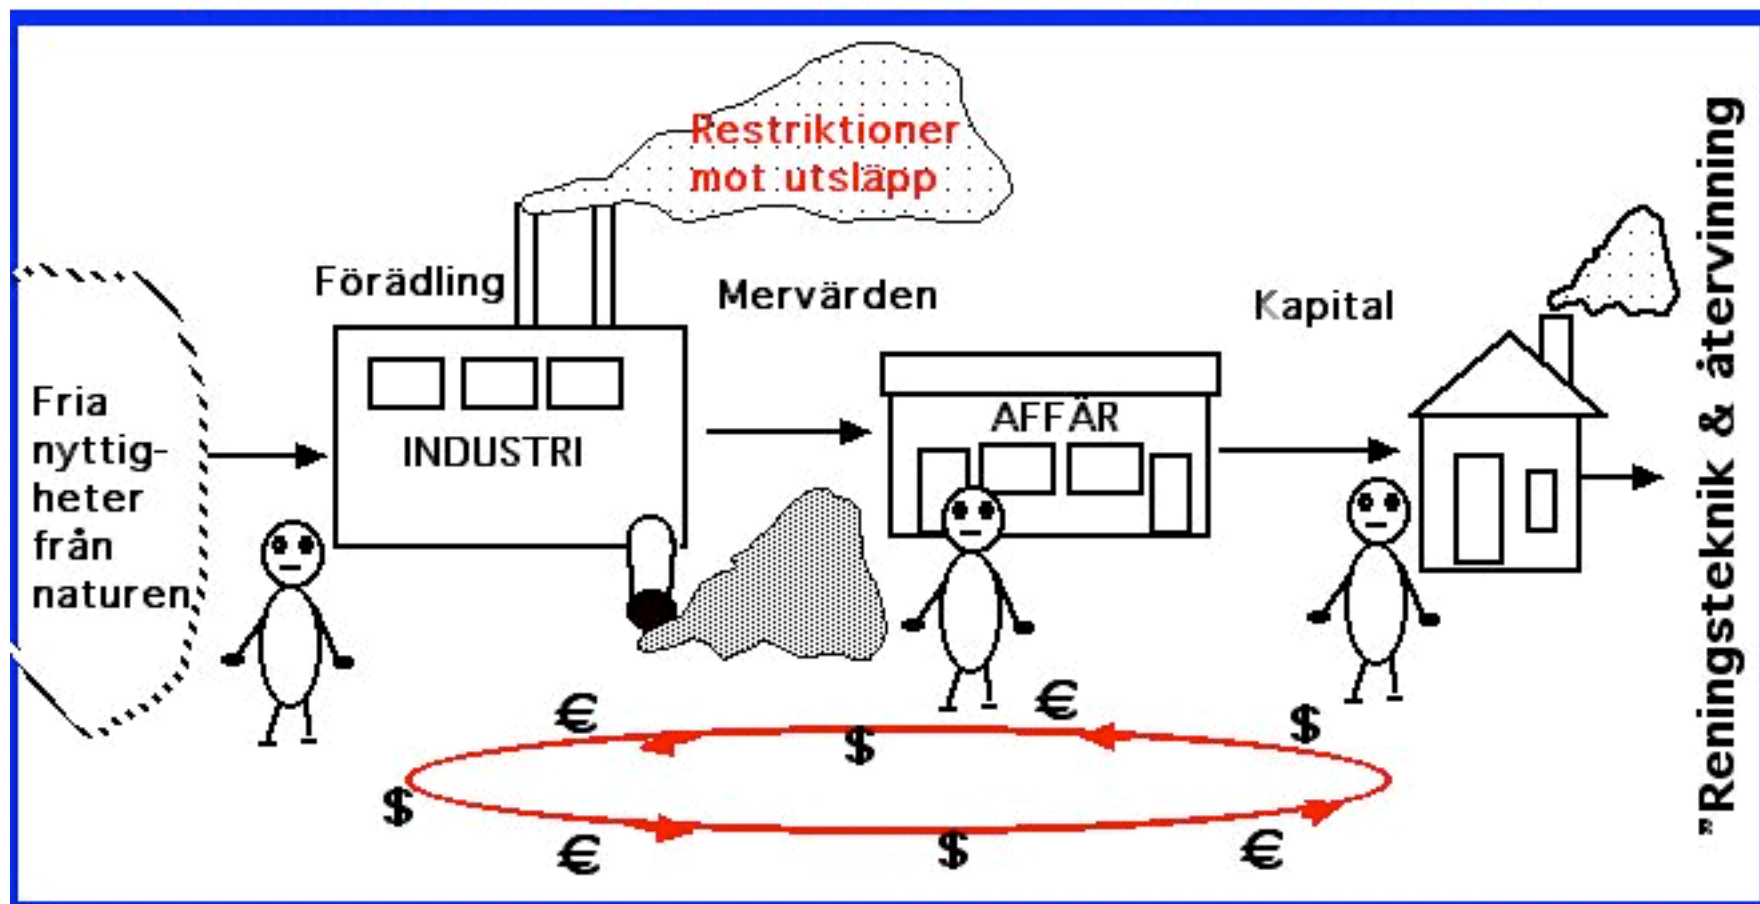 Restriktioner
mot utsläpp
Förädling
Mervärden
Kapital
Fria
nyttig-
heter
från
naturen
INDUSTRI
AFFÄR
€
€
$
$
$
€
$
€
"Reningsteknik & återvinning